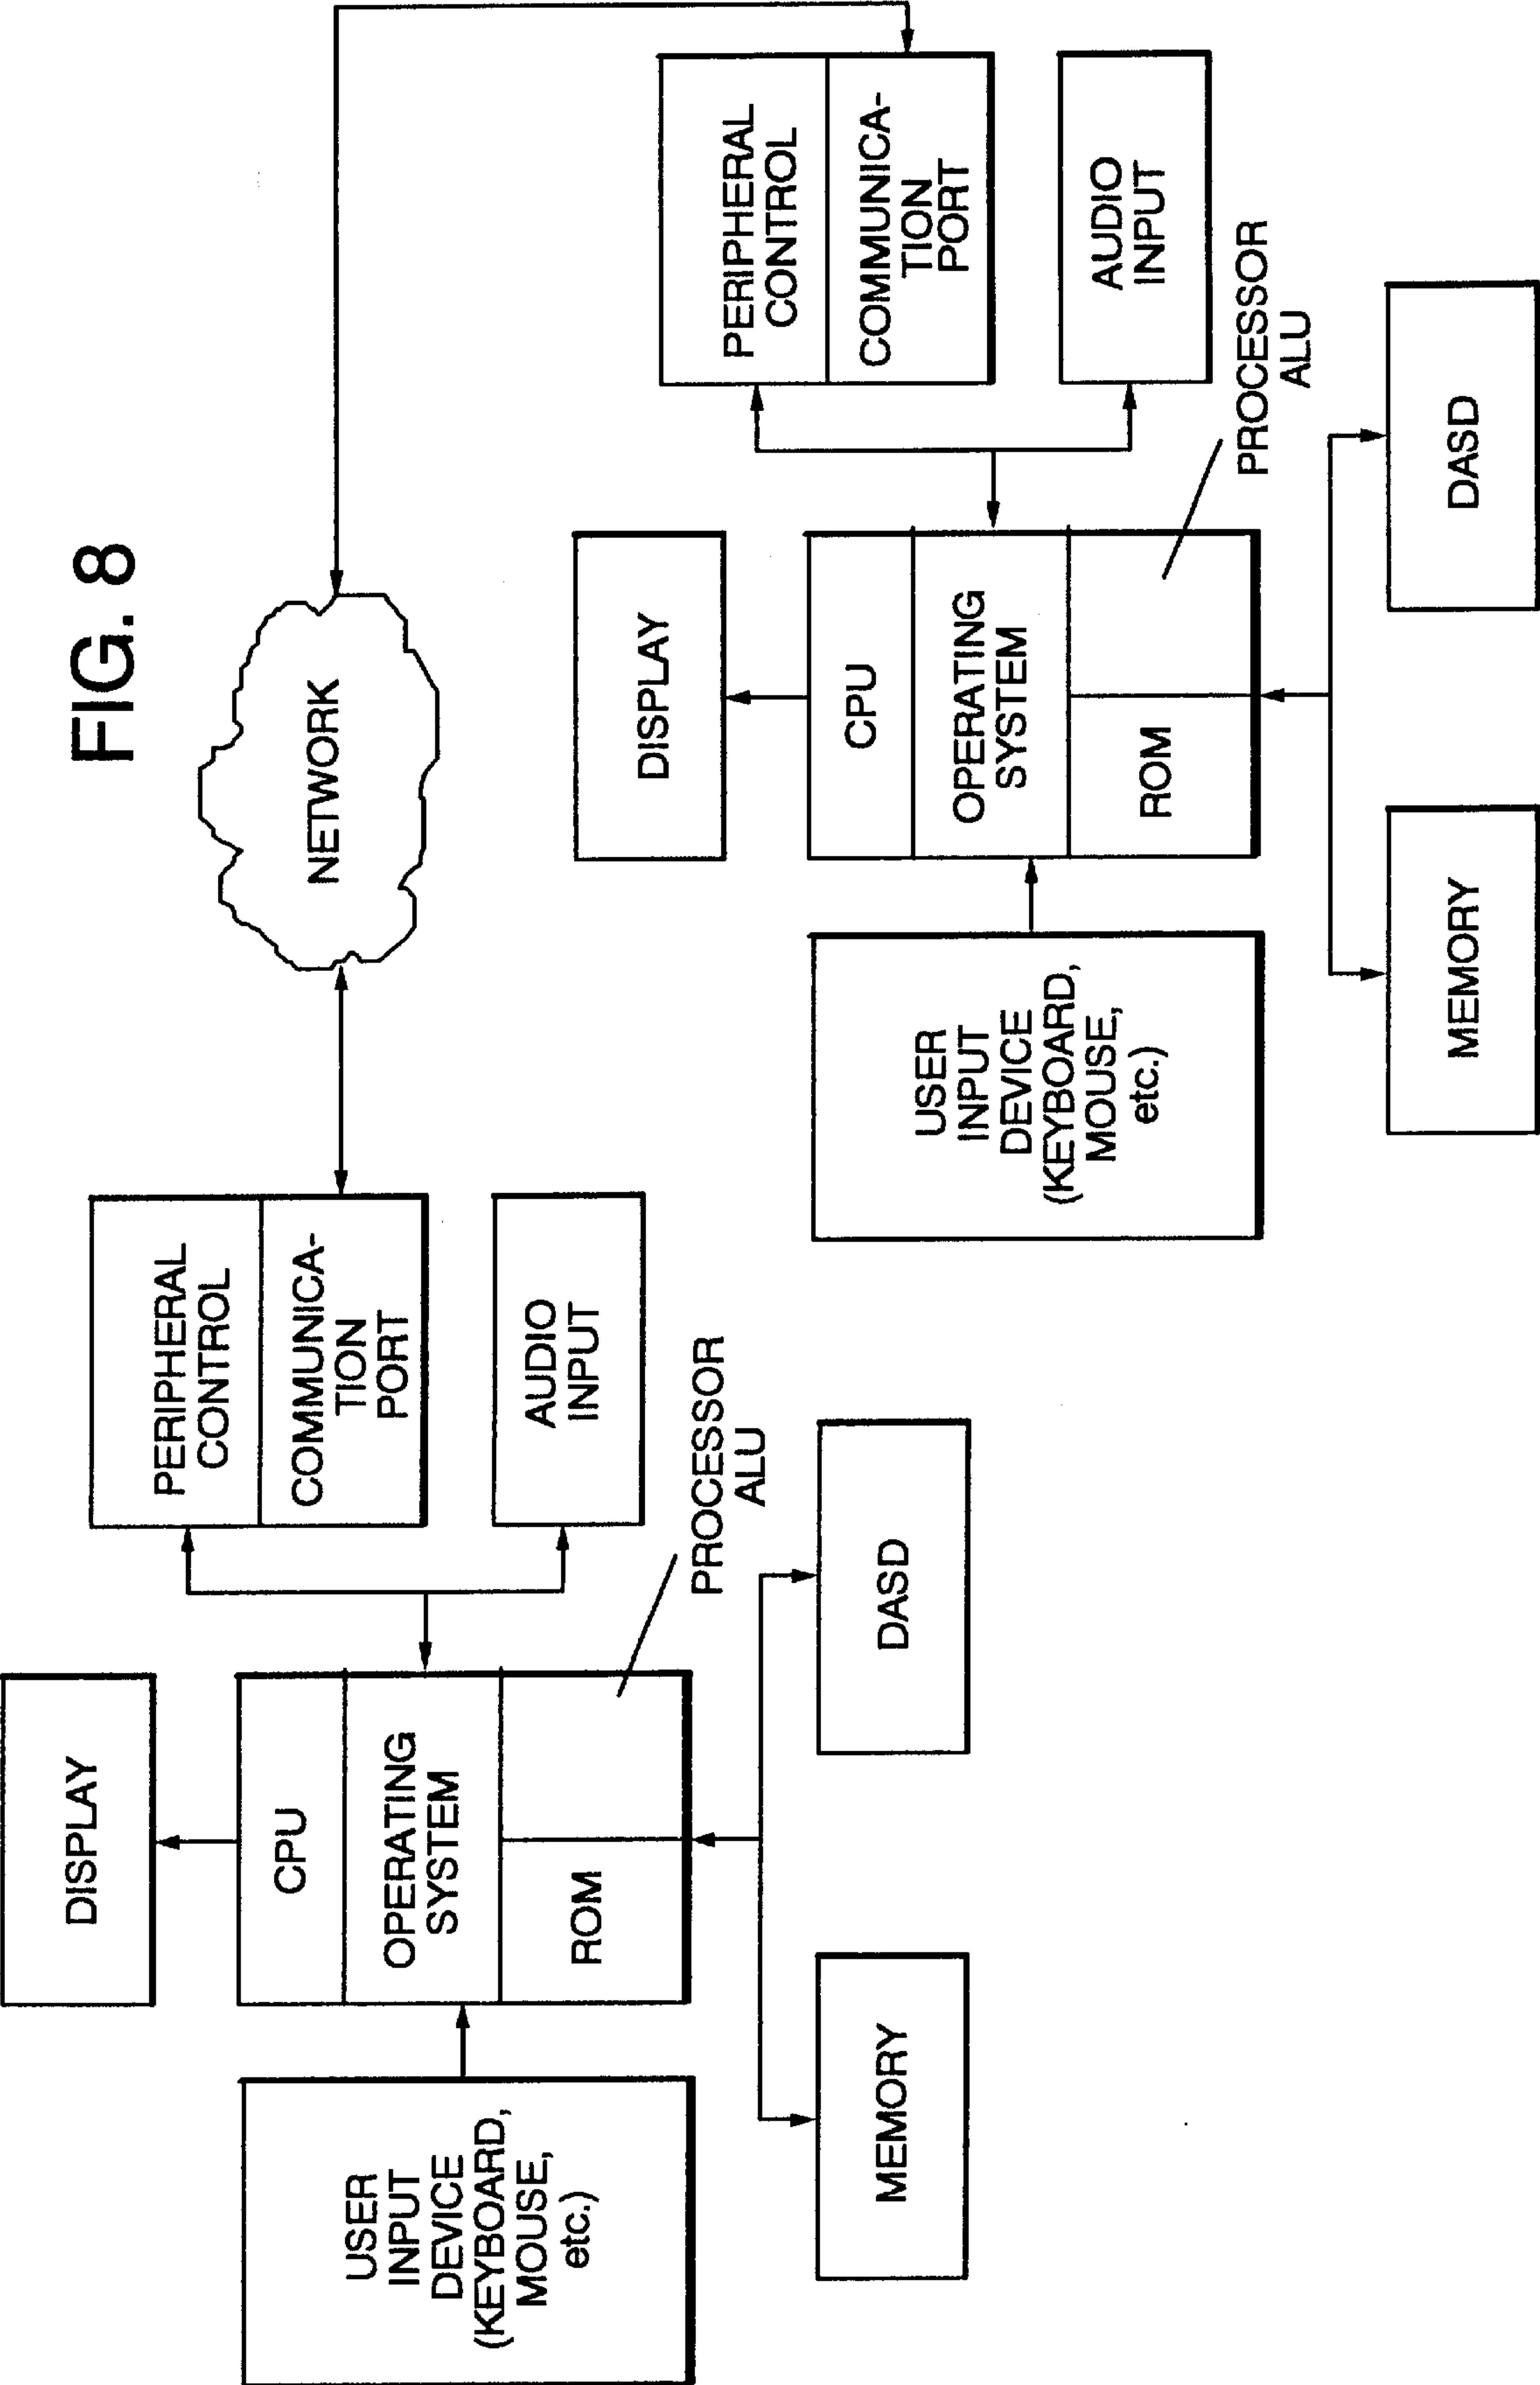 FIG. 8
DISPLAY
CPU
OPERATING
SYSTEM
ROM
USER
INPUT
DEVICE
(KEYBOARD,
MOUSE,
etc.)
PERIPHERAL
CONTROL
COMMUNICA-
TION
PORT
AUDIO
INPUT
PROCESSOR
ALU
MEMORY
DASD
NETWORK
DISPLAY
CPU
OPERATING
SYSTEM
ROM
USER
INPUT
DEVICE
(KEYBOARD,
MOUSE,
etc.)
PERIPHERAL
CONTROL
COMMUNICA-
TION
PORT
AUDIO
INPUT
PROCESSOR
ALU
MEMORY
DASD